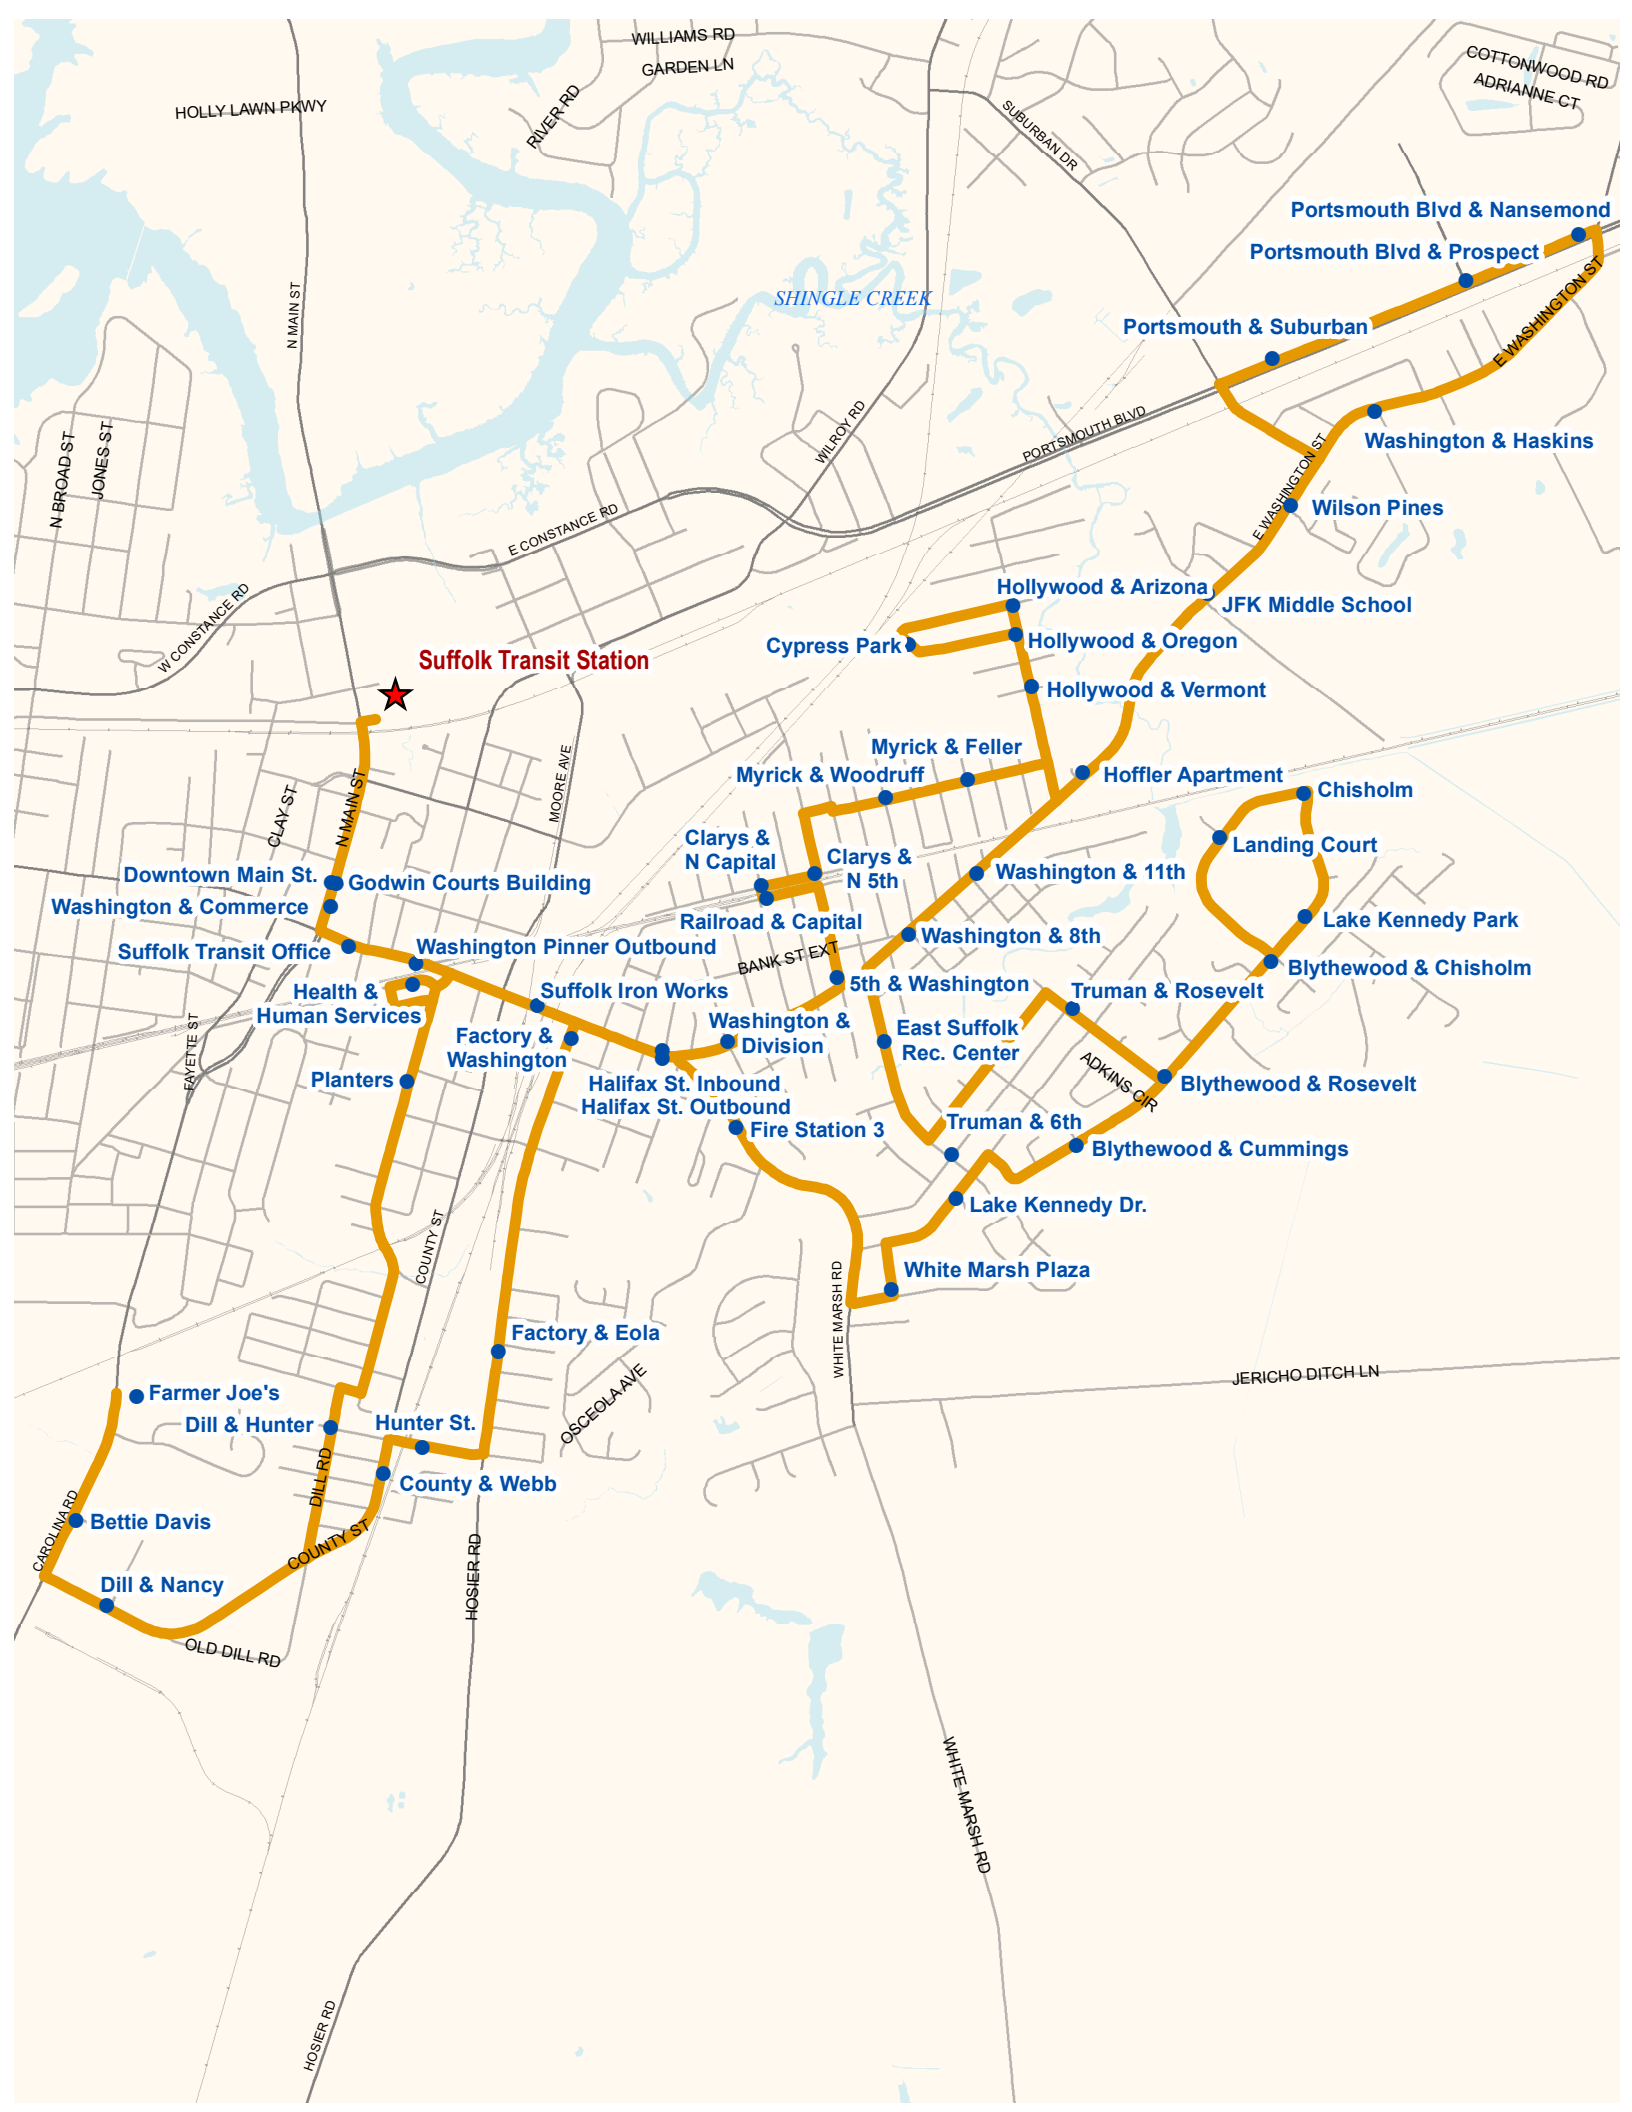 WILLIAMS RD
GARDEN LN
COTTONWOOD RD
ADRIANNE CT
HOLLY LAWN PKWY
RIVER RD
SUBURBAN DR
Portsmouth Blvd & Nansemond
Portsmouth Blvd & Prospect
E WASHINGTON ST
SHINGLE CREEK
N MAIN ST
Portsmouth & Suburban
PORTSMOUTH BLVD
WILROY RD
Washington & Haskins
N BROAD ST
JONES ST
E WASHINGTON ST
Wilson Pines
E CONSTANCE RD
W CONSTANCE RD
Hollywood & Arizona
JFK Middle School
Cypress Park
Hollywood & Oregon
Suffolk Transit Station
Hollywood & Vermont
Myrick & Feller
Myrick & Woodruff
Hoffler Apartment
MOORE AVE
CLAY ST
N MAIN ST
Chisholm
Clarys &
N Capital
Landing Court
Clarys &
N 5th
Downtown Main St.
Godwin Courts Building
Washington & 11th
Washington & Commerce
Railroad & Capital
Lake Kennedy Park
Suffolk Transit Office
Washington Pinner Outbound
Washington & 8th
BANK ST EXT
Blythewood & Chisholm
Health &
Human Services
Suffolk Iron Works
5th & Washington
Truman & Rosevelt
Factory &
Washington
Washington &
Division
East Suffolk
Rec. Center
FAYETTE ST
Planters
Halifax St. Inbound
Halifax St. Outbound
ADKINS CIR
Blythewood & Rosevelt
Fire Station 3
Truman & 6th
Blythewood & Cummings
Lake Kennedy Dr.
COUNTY ST
White Marsh Plaza
WHITE MARSH RD
Factory & Eola
JERICHO DITCH LN
Farmer Joe's
OSCEOLA AVE
Dill & Hunter
Hunter St.
DILL RD
County & Webb
CAROLINA RD
Bettie Davis
COUNTY ST
HOSIER RD
Dill & Nancy
OLD DILL RD
WHITE MARSH RD
HOSIER RD